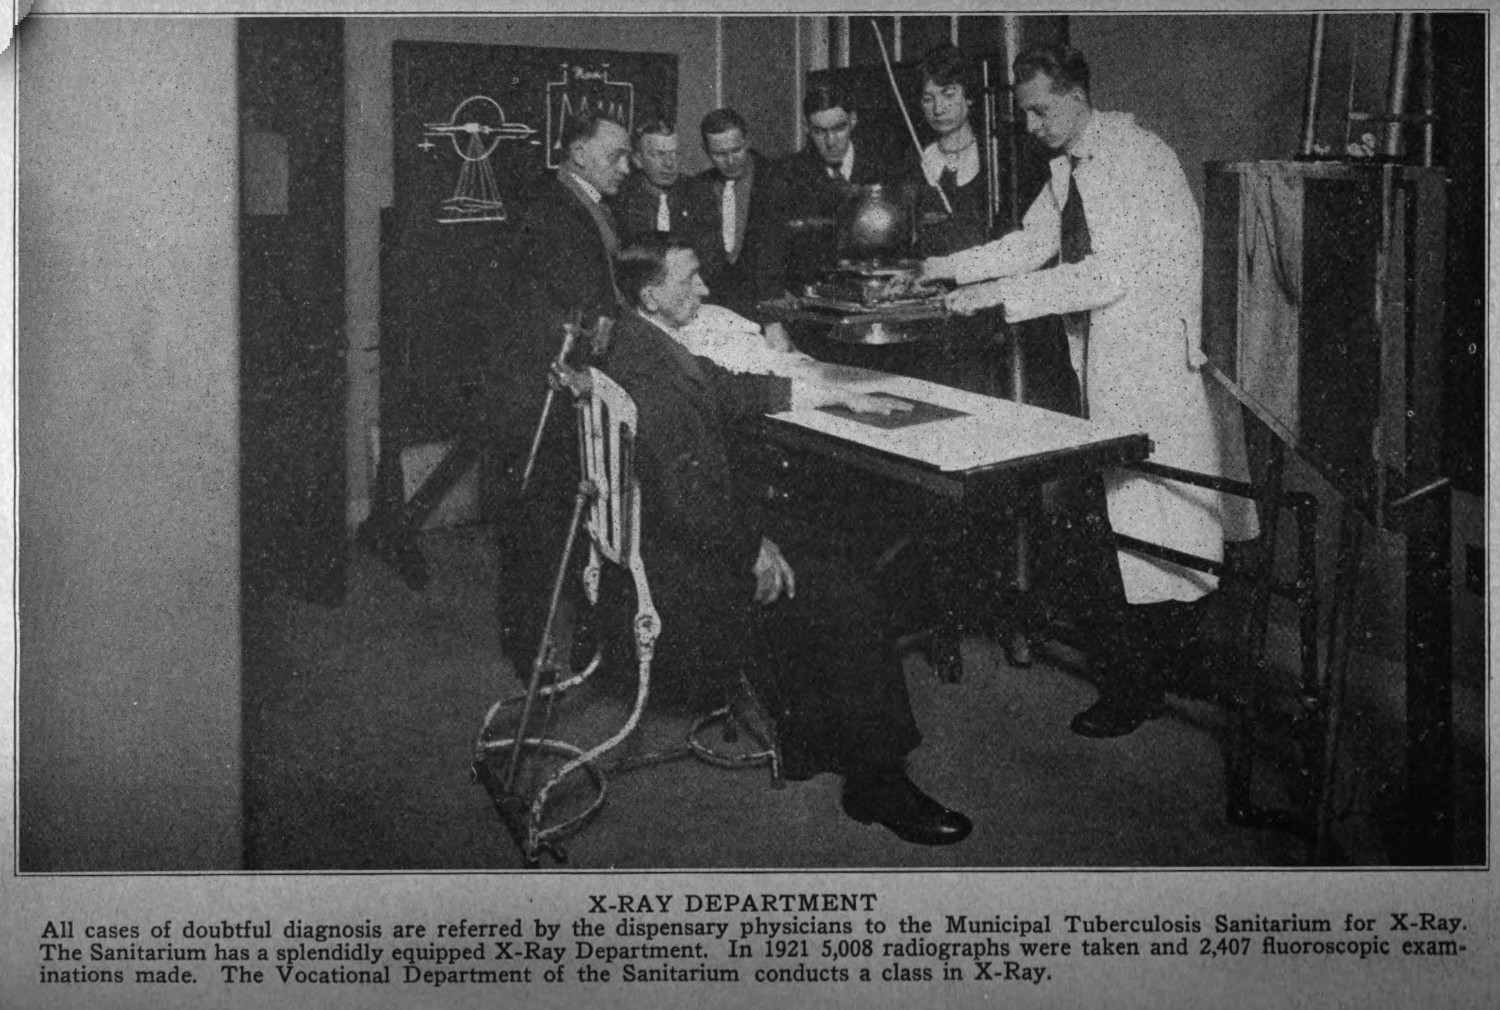 +
-
X-RAY DEPARTMENT
All cases of doubtful diagnosis are referred by the dispensary physicians to the Municipal Tuberculosis Sanitarium for X-Ray.
The Sanitarium has a splendidly equipped X-Ray Department. In 1921 5,008 radiographs were taken and 2,407 fluoroscopic exam-
inations made. The Vocational Department of the Sanitarium conducts a class in X-Ray.